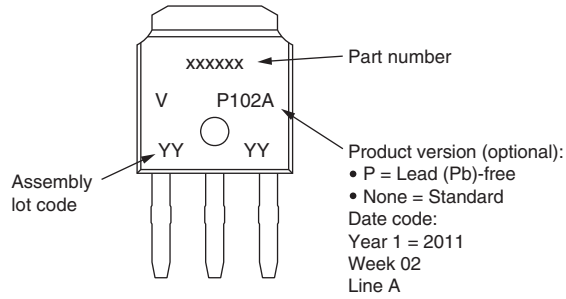 xxxxxx
Part number
V P102A
YY YY
Assembly
lot code
Product version (optional):
• P = Lead (Pb)-free
• None = Standard
Date code:
Year 1 = 2011
Week 02
Line A